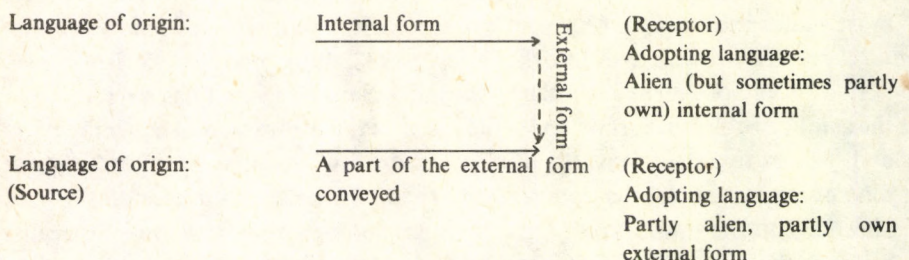 Language of origin:
Internal form
External form
(Receptor)
Adopting language:
Alien (but sometimes partly
own) internal form
Language of origin:
(Source)
A part of the external form
conveyed
(Receptor)
Adopting language:
Partly alien, partly own
external form